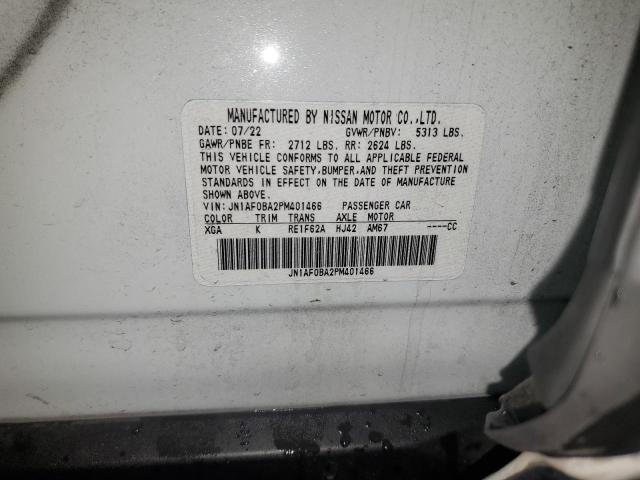 MANUFACTURED BY NISSAN MOTOR CO.,LTD.
DATE: 07/22 GVWR/PNBV: 5313 LBS.
GAWR/PNBE FR: 2712 LBS. RR: 2624 LBS.
THIS VEHICLE CONFORMS TO ALL APPLICABLE FEDERAL
MOTOR VEHICLE SAFETY,BUMPER,AND THEFT PREVENTION
STANDARDS IN EFFECT ON THE DATE OF MANUFACTURE
SHOWN ABOVE.
VIN: JN1AF0BA2PM401466 PASSENGER CAR
COLOR TRIM TRANS AXLE MOTOR
XGA K RE1F62A HJ42 AM67 ----CC
JN1AF0BA2PM401466